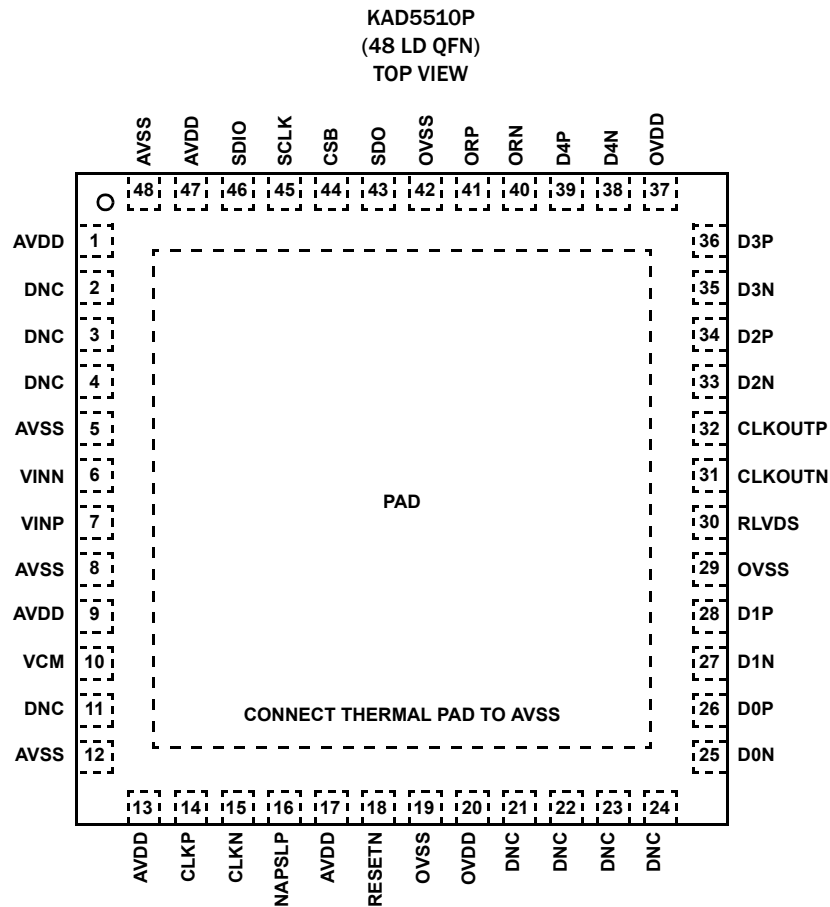 KAD5510P
(48 LD QFN)
TOP VIEW
AVSS
AVDD
SDIO
SCLK
CSB
SDO
OVSS
ORP
ORN
D4P
D4N
OVDD
48 47 46 45 44 43 42 41 40 39 38 37
AVDD 1
DNC 2
DNC 3
DNC 4
AVSS 5
VINN 6
VINP 7
AVSS 8
AVDD 9
VCM 10
DNC 11
AVSS 12
36 D3P
35 D3N
34 D2P
33 D2N
32 CLKOUTP
31 CLKOUTN
30 RLVDS
29 OVSS
28 D1P
27 D1N
26 D0P
25 D0N
PAD
CONNECT THERMAL PAD TO AVSS
13 14 15 16 17 18 19 20 21 22 23 24
AVDD
CLKP
CLKN
NAPSLP
AVDD
RESETN
OVSS
OVDD
DNC
DNC
DNC
DNC